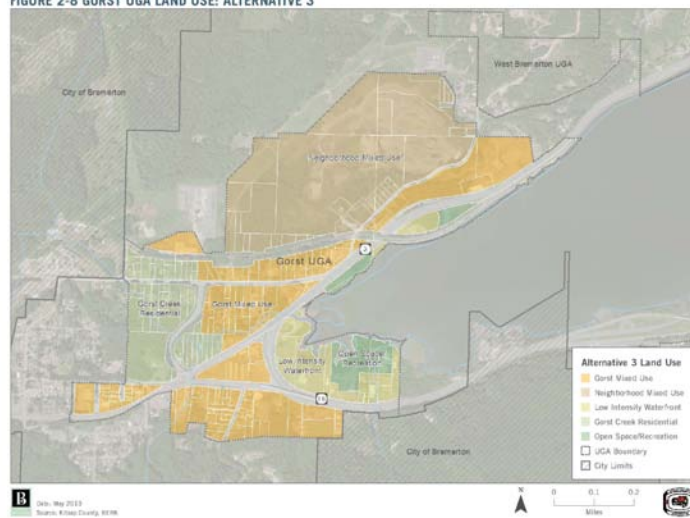 FIGURE 2-8 GORST UGA LAND USE: ALTERNATIVE 3
West Bremerton UGA
City of Bremerton
Neighborhood Mixed Use
3
Gorst UGA
Gorst Creek
Residential
Gorst Mixed Use
Low Intensity
Waterfront
Open Space/
Recreation
16
City of Bremerton
Alternative 3 Land Use
Gorst Mixed Use
Neighborhood Mixed Use
Low Intensity Waterfront
Gorst Creek Residential
Open Space/Recreation
UGA Boundary
City Limits
B
Date: May 2013
Source: Kitsap County, BERK
N
0 0.1 0.2
Miles